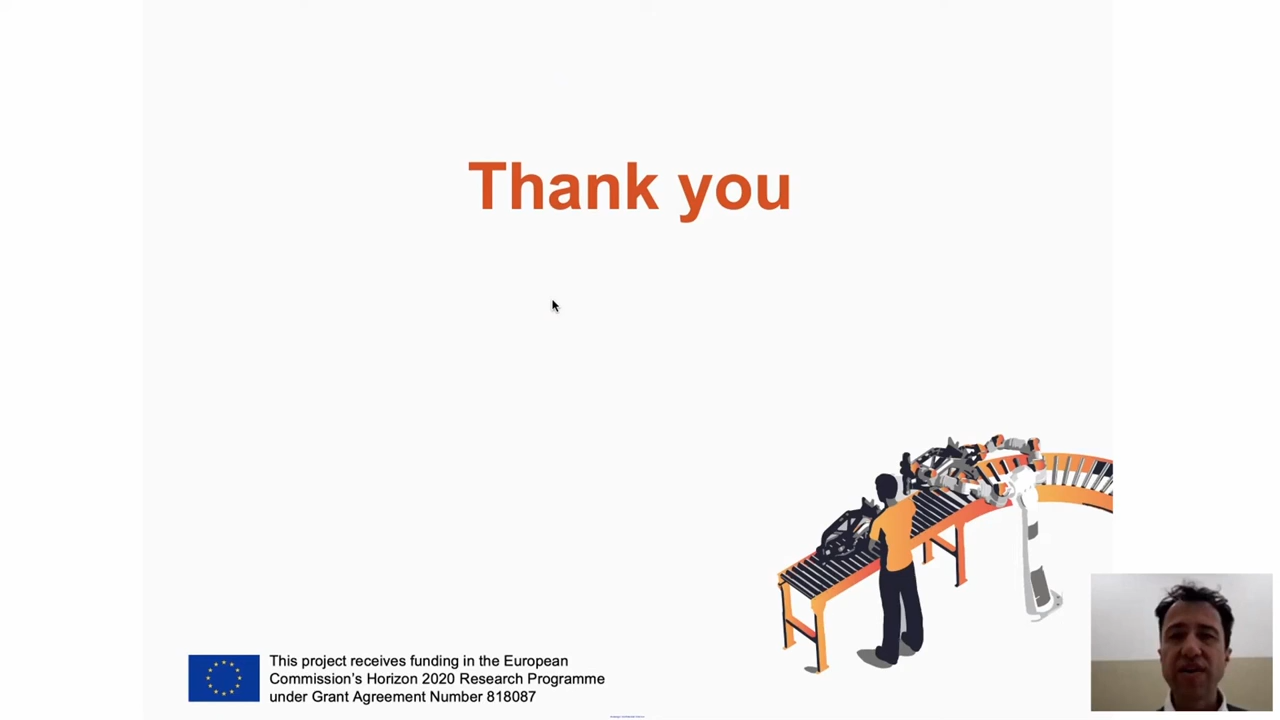 Thank you
This project receives funding in the European
Commission's Horizon 2020 Research Programme
under Grant Agreement Number 818087